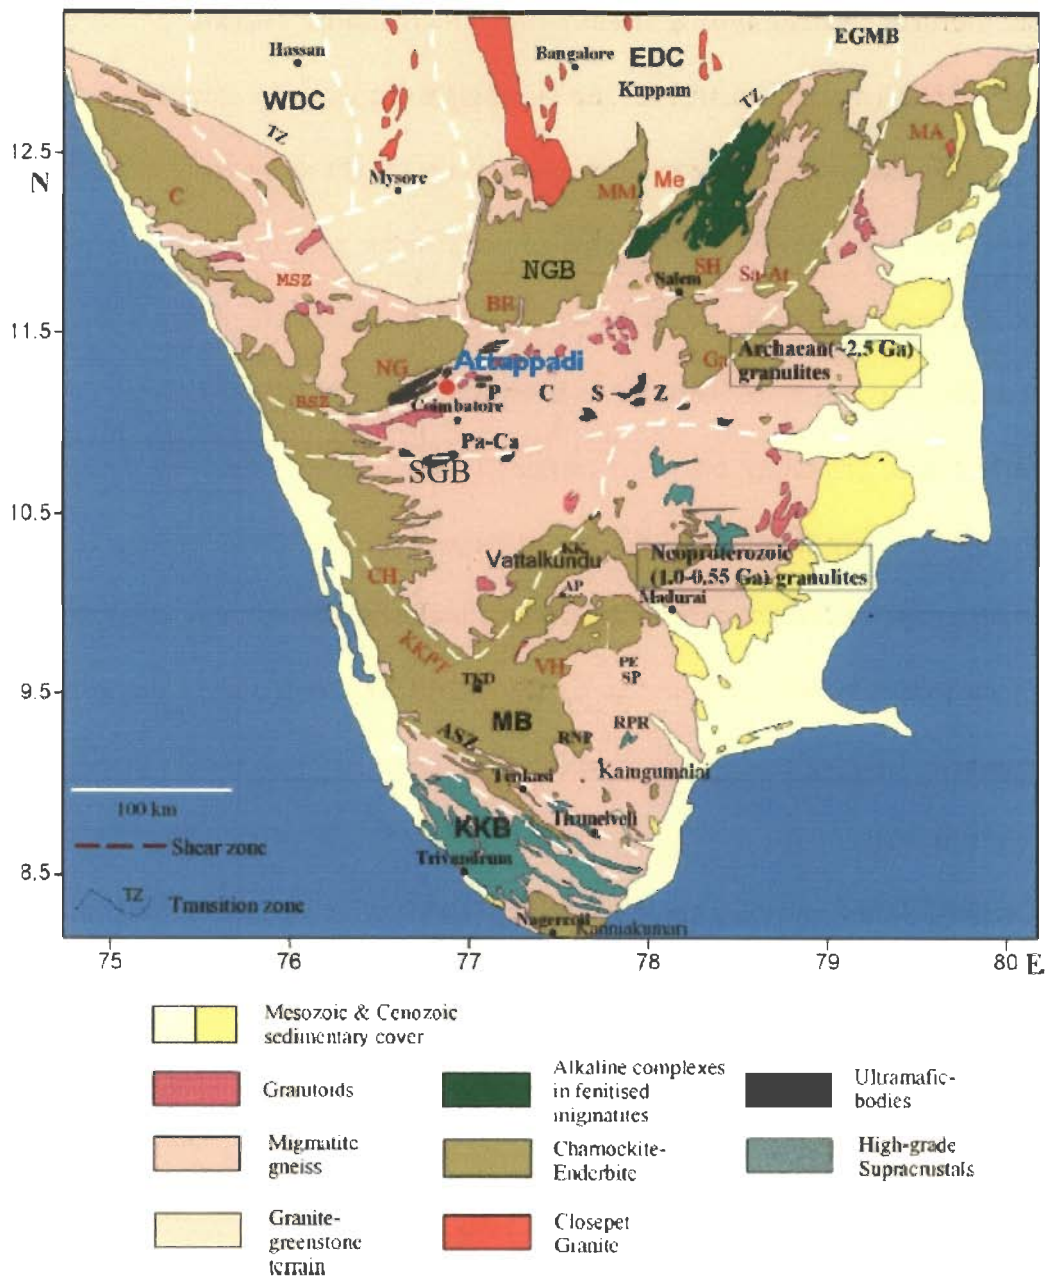 EGMB
Hassan
Bangalore
EDC
Kuppam
WDC
TZ
TZ
12.5
N
MA
Mysore
C
MM
Me
NGB
SH
MSZ
Salem
Sa-At
BR
11.5
Archaean(~2.5 Ga)
granulites
Attappadi
NG
Ga
P C S Z
BSZ
Coimbatore
Pa-Ca
SGB
10.5
Vattalkundu
KK
Neoproterozoic
(1.0-0.55 Ga) granulites
CH
AP
Madurai
KKPT
VH
PE
SP
9.5
TKD
MB
RPR
ASZ
RNP
Kazugumalai
Tenkasi
100 km
KKB
Tirunelveli
Shear zone
Trivandrum
8.5
TZ
Transition zone
Nagercoil
Kanniakumari
75 76 77 78 79 80 E
Mesozoic & Cenozoic
sedimentary cover
Granitoids
Alkaline complexes
in fenitised
migmatites
Ultramafic-
bodies
Migmatite
gneiss
Charnockite-
Enderbite
High-grade
Supracrustals
Granite-
greenstone
terrain
Closepet
Granite